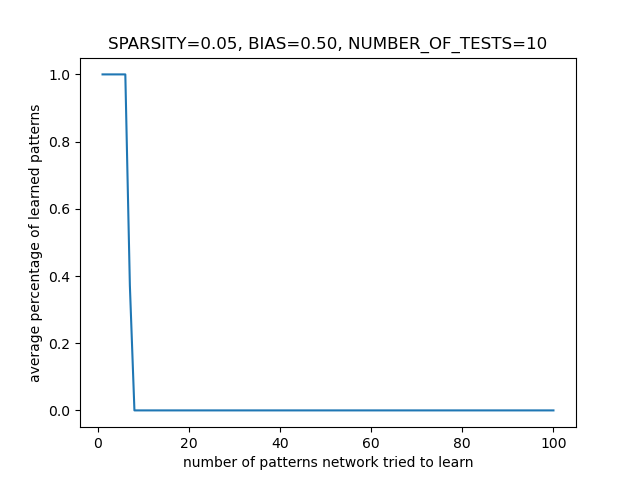 SPARSITY=0.05, BIAS=0.50, NUMBER_OF_TESTS=10
average percentage of learned patterns
1.0
0.8
0.6
0.4
0.2
0.0
0 20 40 60 80 100
number of patterns network tried to learn